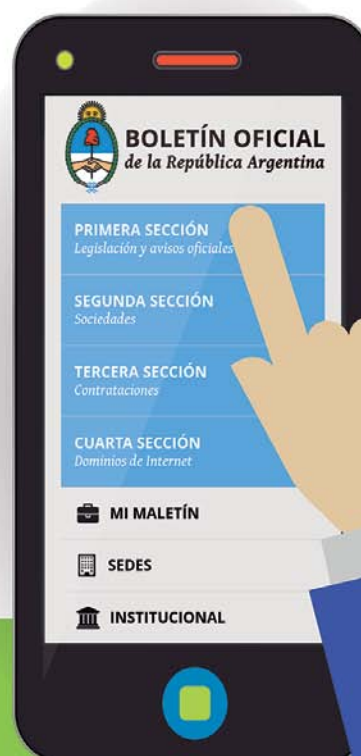 BOLETÍN OFICIAL
de la República Argentina
PRIMERA SECCIÓN
Legislación y avisos oficiales
SEGUNDA SECCIÓN
Sociedades
TERCERA SECCIÓN
Contrataciones
CUARTA SECCIÓN
Dominios de Internet
MI MALETÍN
SEDES
INSTITUCIONAL